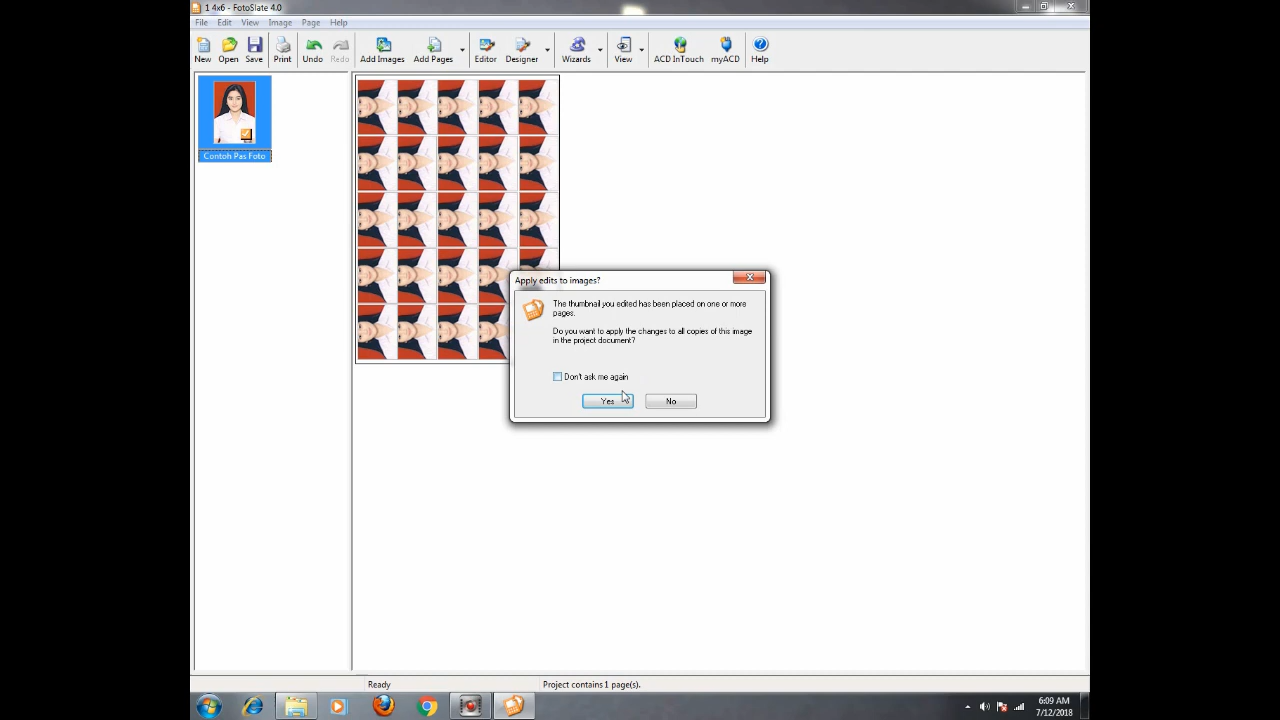 1 4x6 - FotoSlate 4.0
File Edit View Image Page Help
New Open Save Print Undo Redo Add Images Add Pages Editor Designer Wizards View ACD InTouch myACD Help
Contoh Pas Foto
Apply edits to images?
The thumbnail you edited has been placed on one or more
pages.
Do you want to apply the changes to all copies of this image
in the project document?
Don't ask me again
Yes No
Ready Project contains 1 page(s).
6:09 AM
7/12/2018